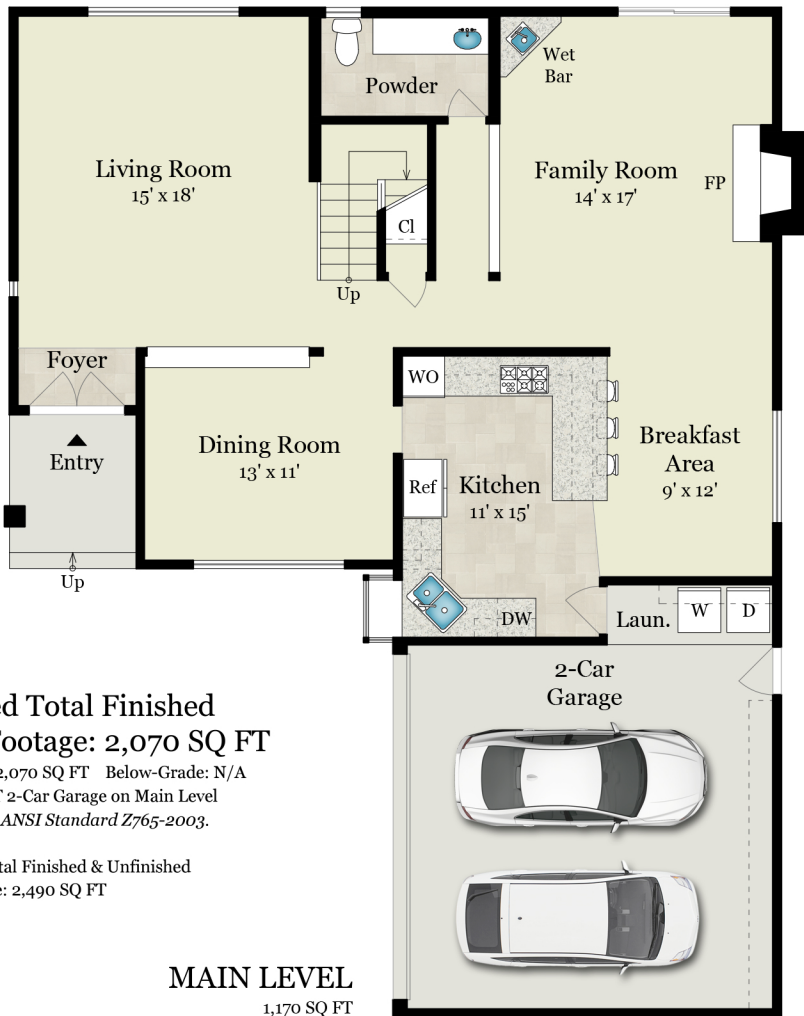 Wet
Bar
Powder
Living Room
15' x 18'
Family Room
14' x 17'
FP
Cl
Up
Foyer
WO
Entry
Dining Room
13' x 11'
Breakfast
Area
9' x 12'
Ref
Kitchen
11' x 15'
Up
DW
Laun.
W
D
2-Car
Garage
Total Finished
Footage: 2,070 SQ FT
2,070 SQ FT Below-Grade: N/A
2-Car Garage on Main Level
ANSI Standard Z765-2003.
Finished & Unfinished
2,490 SQ FT
MAIN LEVEL
1,170 SQ FT